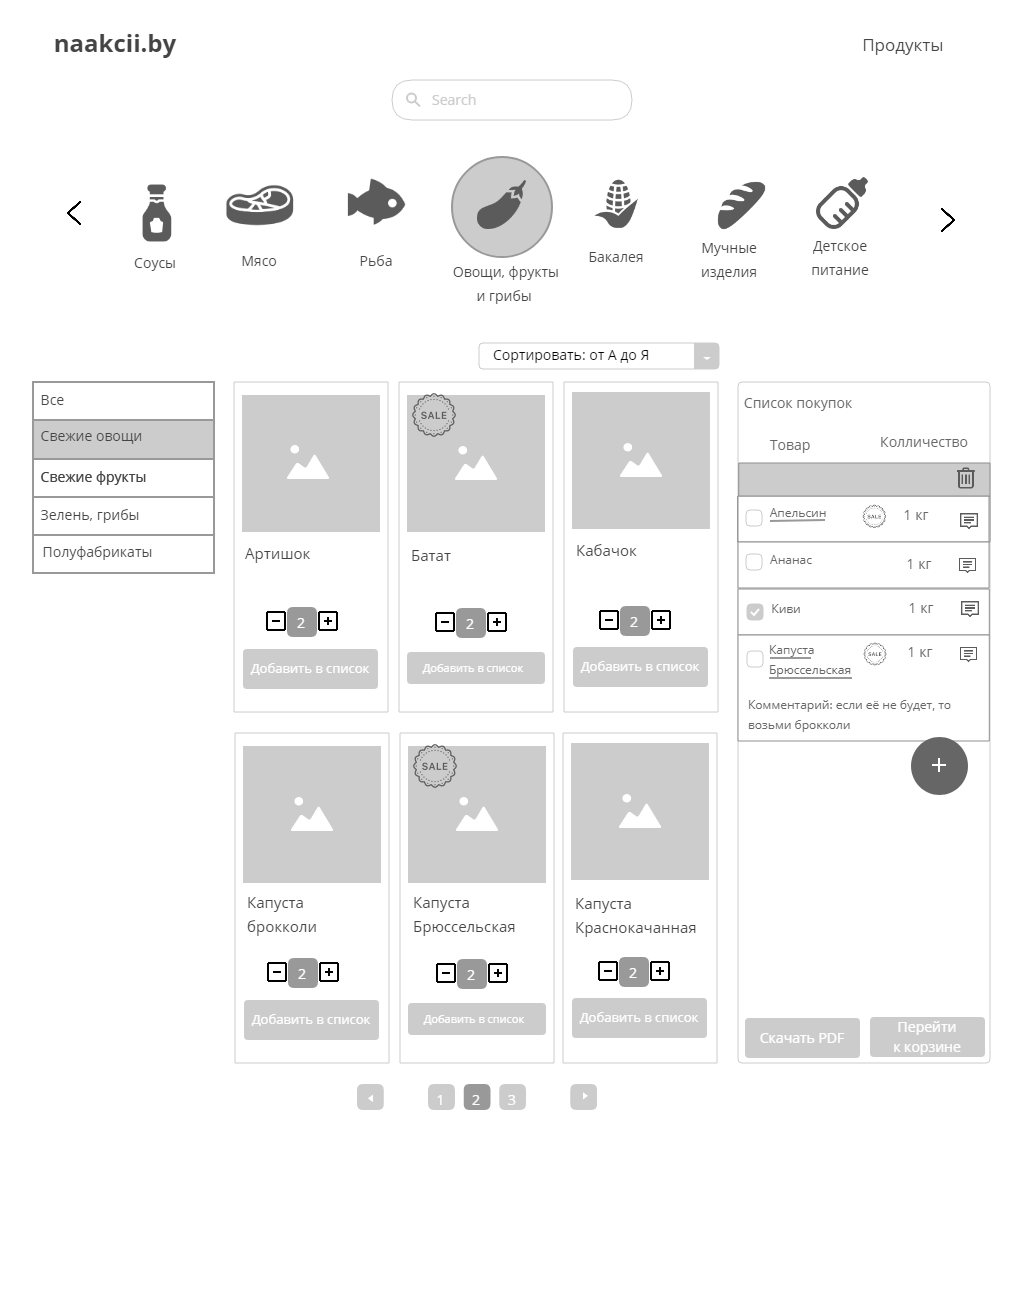 naakcii.by
Продукты
Search
Соусы
Мясо
Рьба
Овощи, фрукты
и грибы
Бакалея
Мучные
изделия
Детское
питание
Сортировать: от А до Я
Все
Свежие овощи
Свежие фрукты
Зелень, грибы
Полуфабрикаты
Артишок
2
Добавить в список
SALE
Батат
2
Добавить в список
Кабачок
2
Добавить в список
Капуста
брокколи
2
Добавить в список
SALE
Капуста
Брюссельская
2
Добавить в список
Капуста
Краснокачанная
2
Добавить в список
1 2 3
Список покупок
Товар Колличество
Апельсин SALE 1 кг
Ананас 1 кг
Киви 1 кг
Капуста SALE 1 кг
Брюссельская
Комментарий: если её не будет, то
возьми брокколи
+
Скачать PDF
Перейти
к корзине